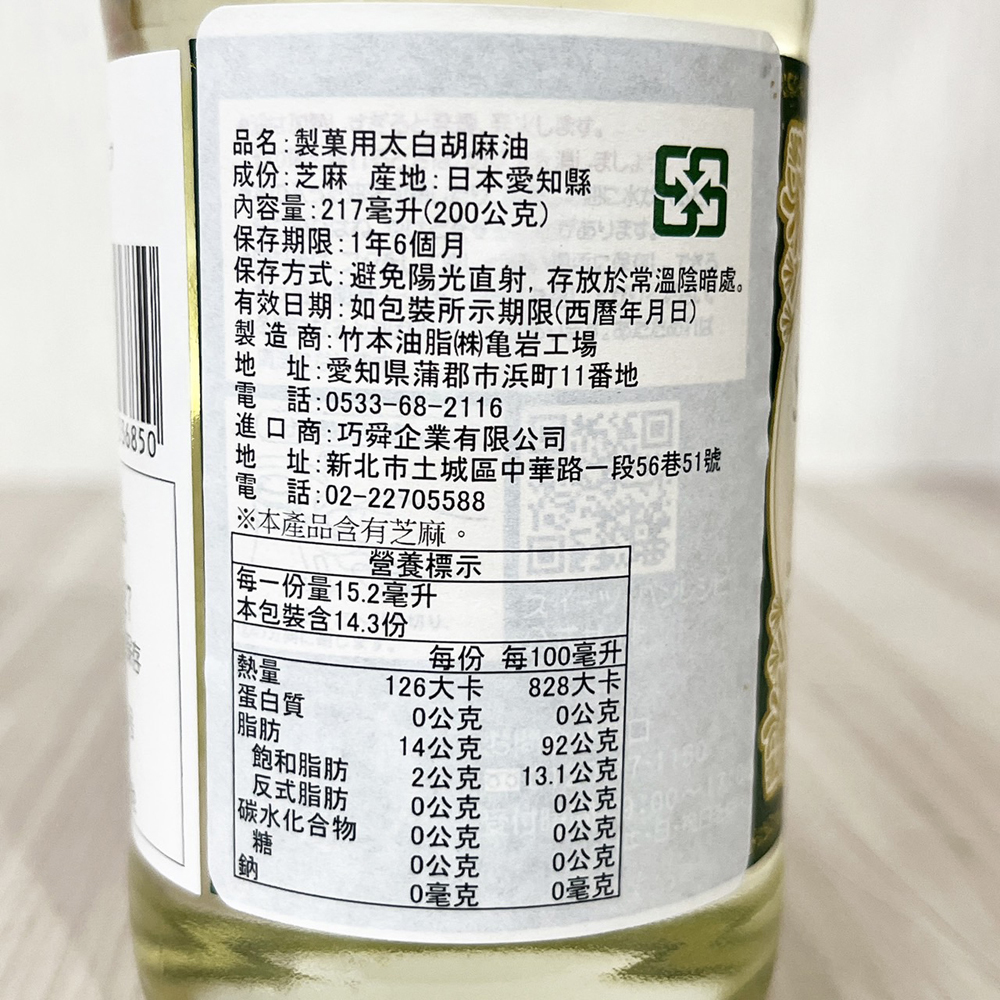 品名:製菓用太白胡麻油
成份:芝麻 產地:日本愛知縣
內容量:217毫升(200公克)
保存期限:1年6個月
保存方式:避免陽光直射,存放於常溫陰暗處。
有效日期:如包裝所示期限(西曆年月日)
製造商:竹本油脂㈱亀岩工場
地 址:愛知県蒲郡市浜町11番地
電 話:0533-68-2116
進口商:巧舜企業有限公司
地 址:新北市土城區中華路一段56巷51號
電 話:02-22705588
※本產品含有芝麻。
營養標示
每一份量15.2毫升
本包裝含14.3份
每份 每100毫升
熱量 126大卡 828大卡
蛋白質 0公克 0公克
脂肪 14公克 92公克
飽和脂肪 2公克 13.1公克
反式脂肪 0公克 0公克
碳水化合物 0公克 0公克
糖 0公克 0公克
鈉 0毫克 0毫克
6850